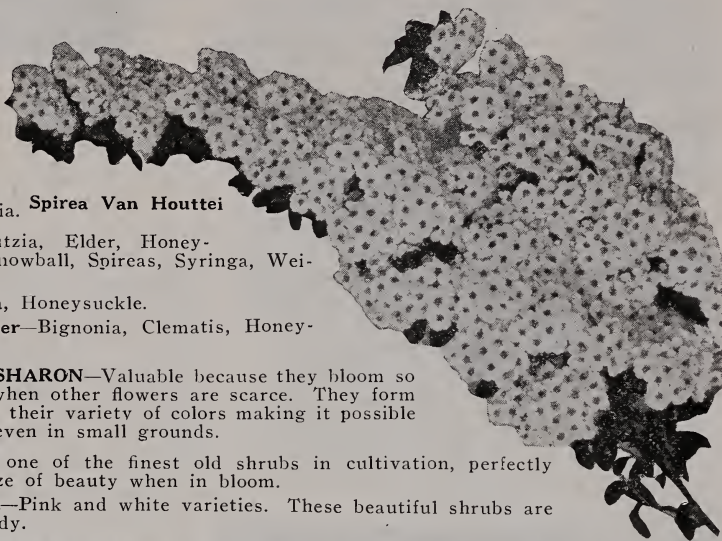 ia. Spirea Van Houttei
utzia, Elder, Honey-
nowball, Spireas, Syringa, Wei-
, Honeysuckle.
er—Bignonia, Clematis, Honey-
SHARON—Valuable because they bloom so
when other flowers are scarce. They form
their variety of colors making it possible
even in small grounds.
one of the finest old shrubs in cultivation, perfectly
ze of beauty when in bloom.
—Pink and white varieties. These beautiful shrubs are
dy.